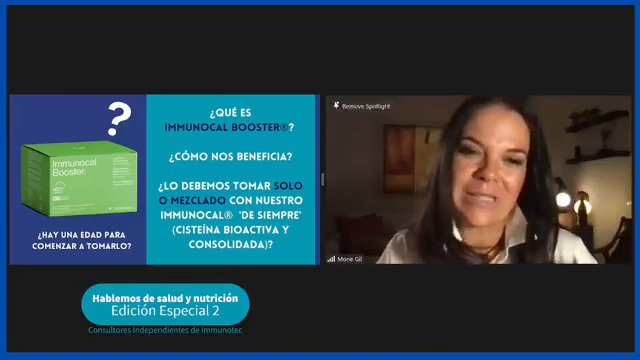 ?
Immunocal
Booster
¿HAY UNA EDAD PARA
COMENZAR A TOMARLO?
¿QUÉ ES
IMMUNOCAL BOOSTER®?
¿CÓMO NOS BENEFICIA?
¿LO DEBEMOS TOMAR SOLO
O MEZCLADO CON NUESTRO
IMMUNOCAL® "DE SIEMPRE"
(CISTEÍNA BIOACTIVA Y
CONSOLIDADA)?
Remove Spotlight
Marie Gil
Hablemos de salud y nutrición
Edición Especial 2
Consultores Independientes de Immunotec